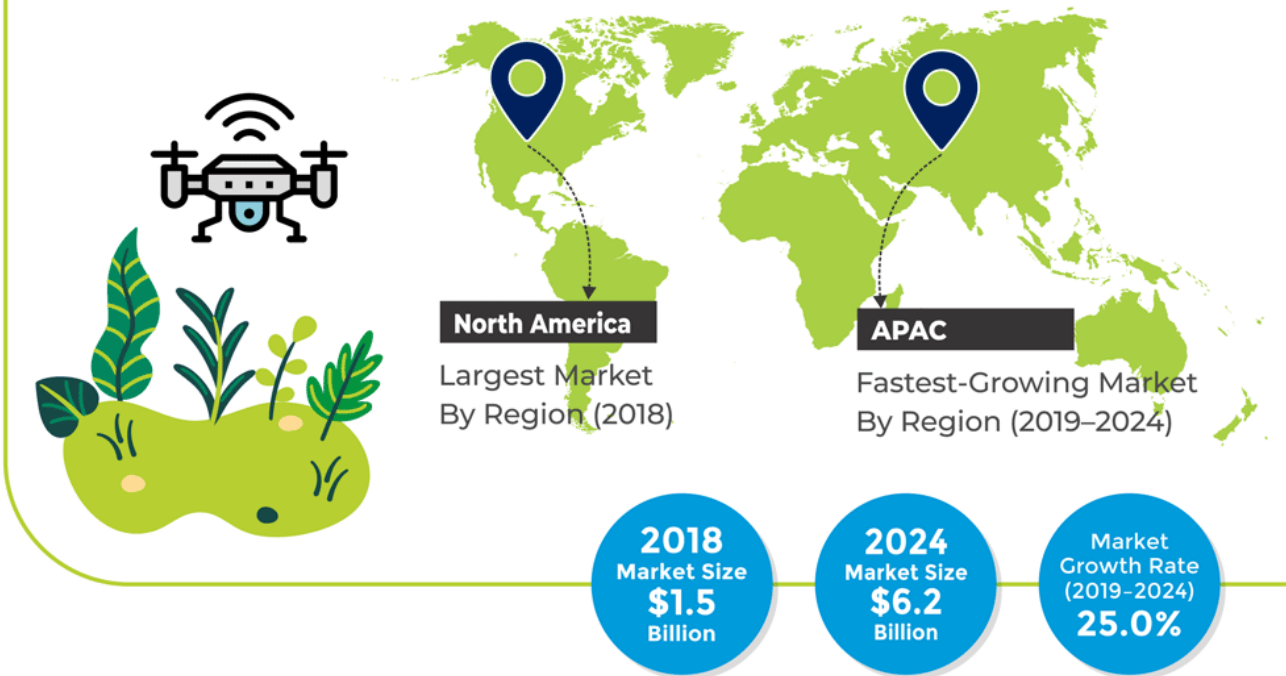 North America
Largest Market
By Region (2018)
APAC
Fastest-Growing Market
By Region (2019–2024)
2018
Market Size
$1.5
Billion
2024
Market Size
$6.2
Billion
Market
Growth Rate
(2019–2024)
25.0%